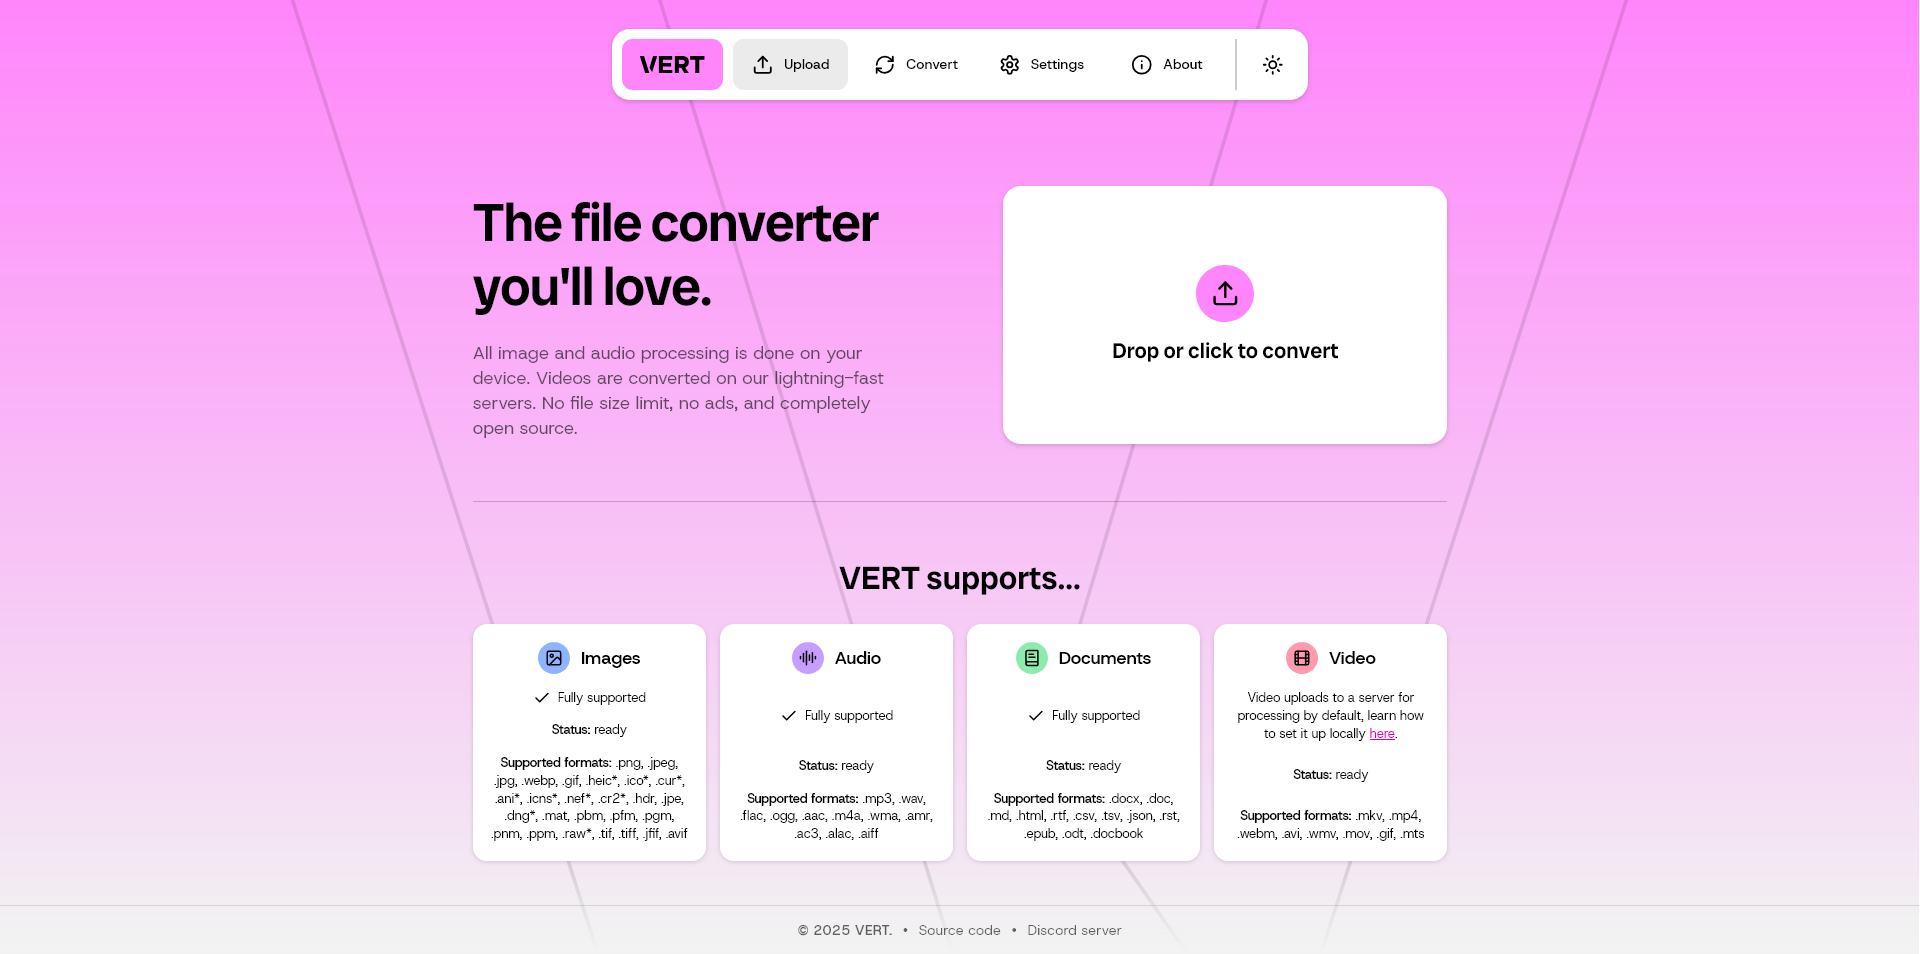 VERT
Upload
Convert
Settings
About
The file converter
you'll love.
All image and audio processing is done on your
device. Videos are converted on our lightning-fast
servers. No file size limit, no ads, and completely
open source.
Drop or click to convert
VERT supports...
Images
Fully supported
Status: ready
Supported formats: .png, .jpeg,
.jpg, .webp, .gif, .heic*, .ico*, .cur*,
.ani*, .icns*, .nef*, .cr2*, .hdr, .jpe,
.dng*, .mat, .pbm, .pfm, .pgm,
.pnm, .ppm, .raw*, .tif, .tiff, .jfif, .avif
Audio
Fully supported
Status: ready
Supported formats: .mp3, .wav,
.flac, .ogg, .aac, .m4a, .wma, .amr,
.ac3, .alac, .aiff
Documents
Fully supported
Status: ready
Supported formats: .docx, .doc,
.md, .html, .rtf, .csv, .tsv, .json, .rst,
.epub, .odt, .docbook
Video
Video uploads to a server for
processing by default, learn how
to set it up locally here.
Status: ready
Supported formats: .mkv, .mp4,
.webm, .avi, .wmv, .mov, .gif, .mts
© 2025 VERT. • Source code • Discord server